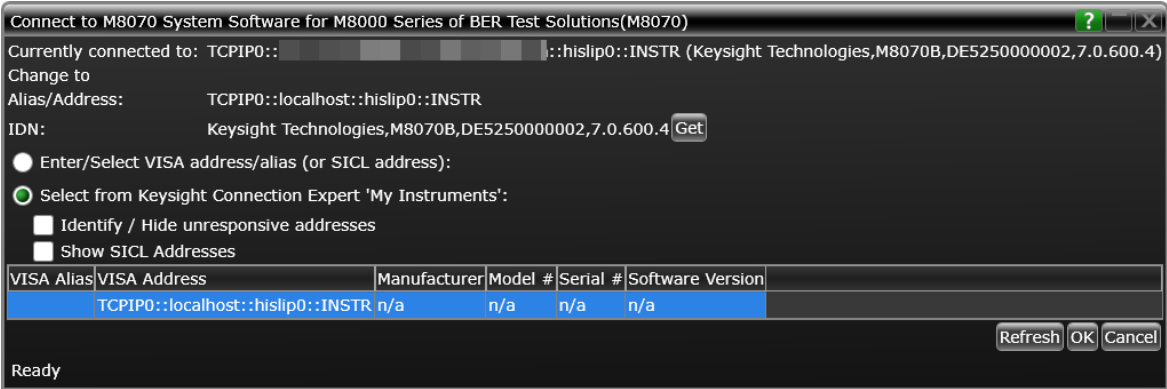 Connect to M8070 System Software for M8000 Series of BER Test Solutions(M8070) ? X
Currently connected to: TCPIP0:: ::hislip0::INSTR (Keysight Technologies,M8070B,DE5250000002,7.0.600.4)
Change to
Alias/Address: TCPIP0::localhost::hislip0::INSTR
IDN: Keysight Technologies,M8070B,DE5250000002,7.0.600.4 Get
Enter/Select VISA address/alias (or SICL address):
Select from Keysight Connection Expert 'My Instruments':
Identify / Hide unresponsive addresses
Show SICL Addresses
VISA Alias VISA Address Manufacturer Model # Serial # Software Version
TCPIP0::localhost::hislip0::INSTR n/a n/a n/a n/a
Refresh OK Cancel
Ready